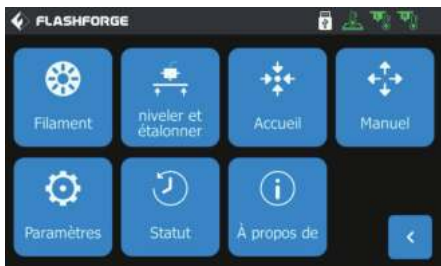 FLASHFORGE
Filament
niveler et
étalonner
Accueil
Manuel
Paramètres
Statut
À propos de